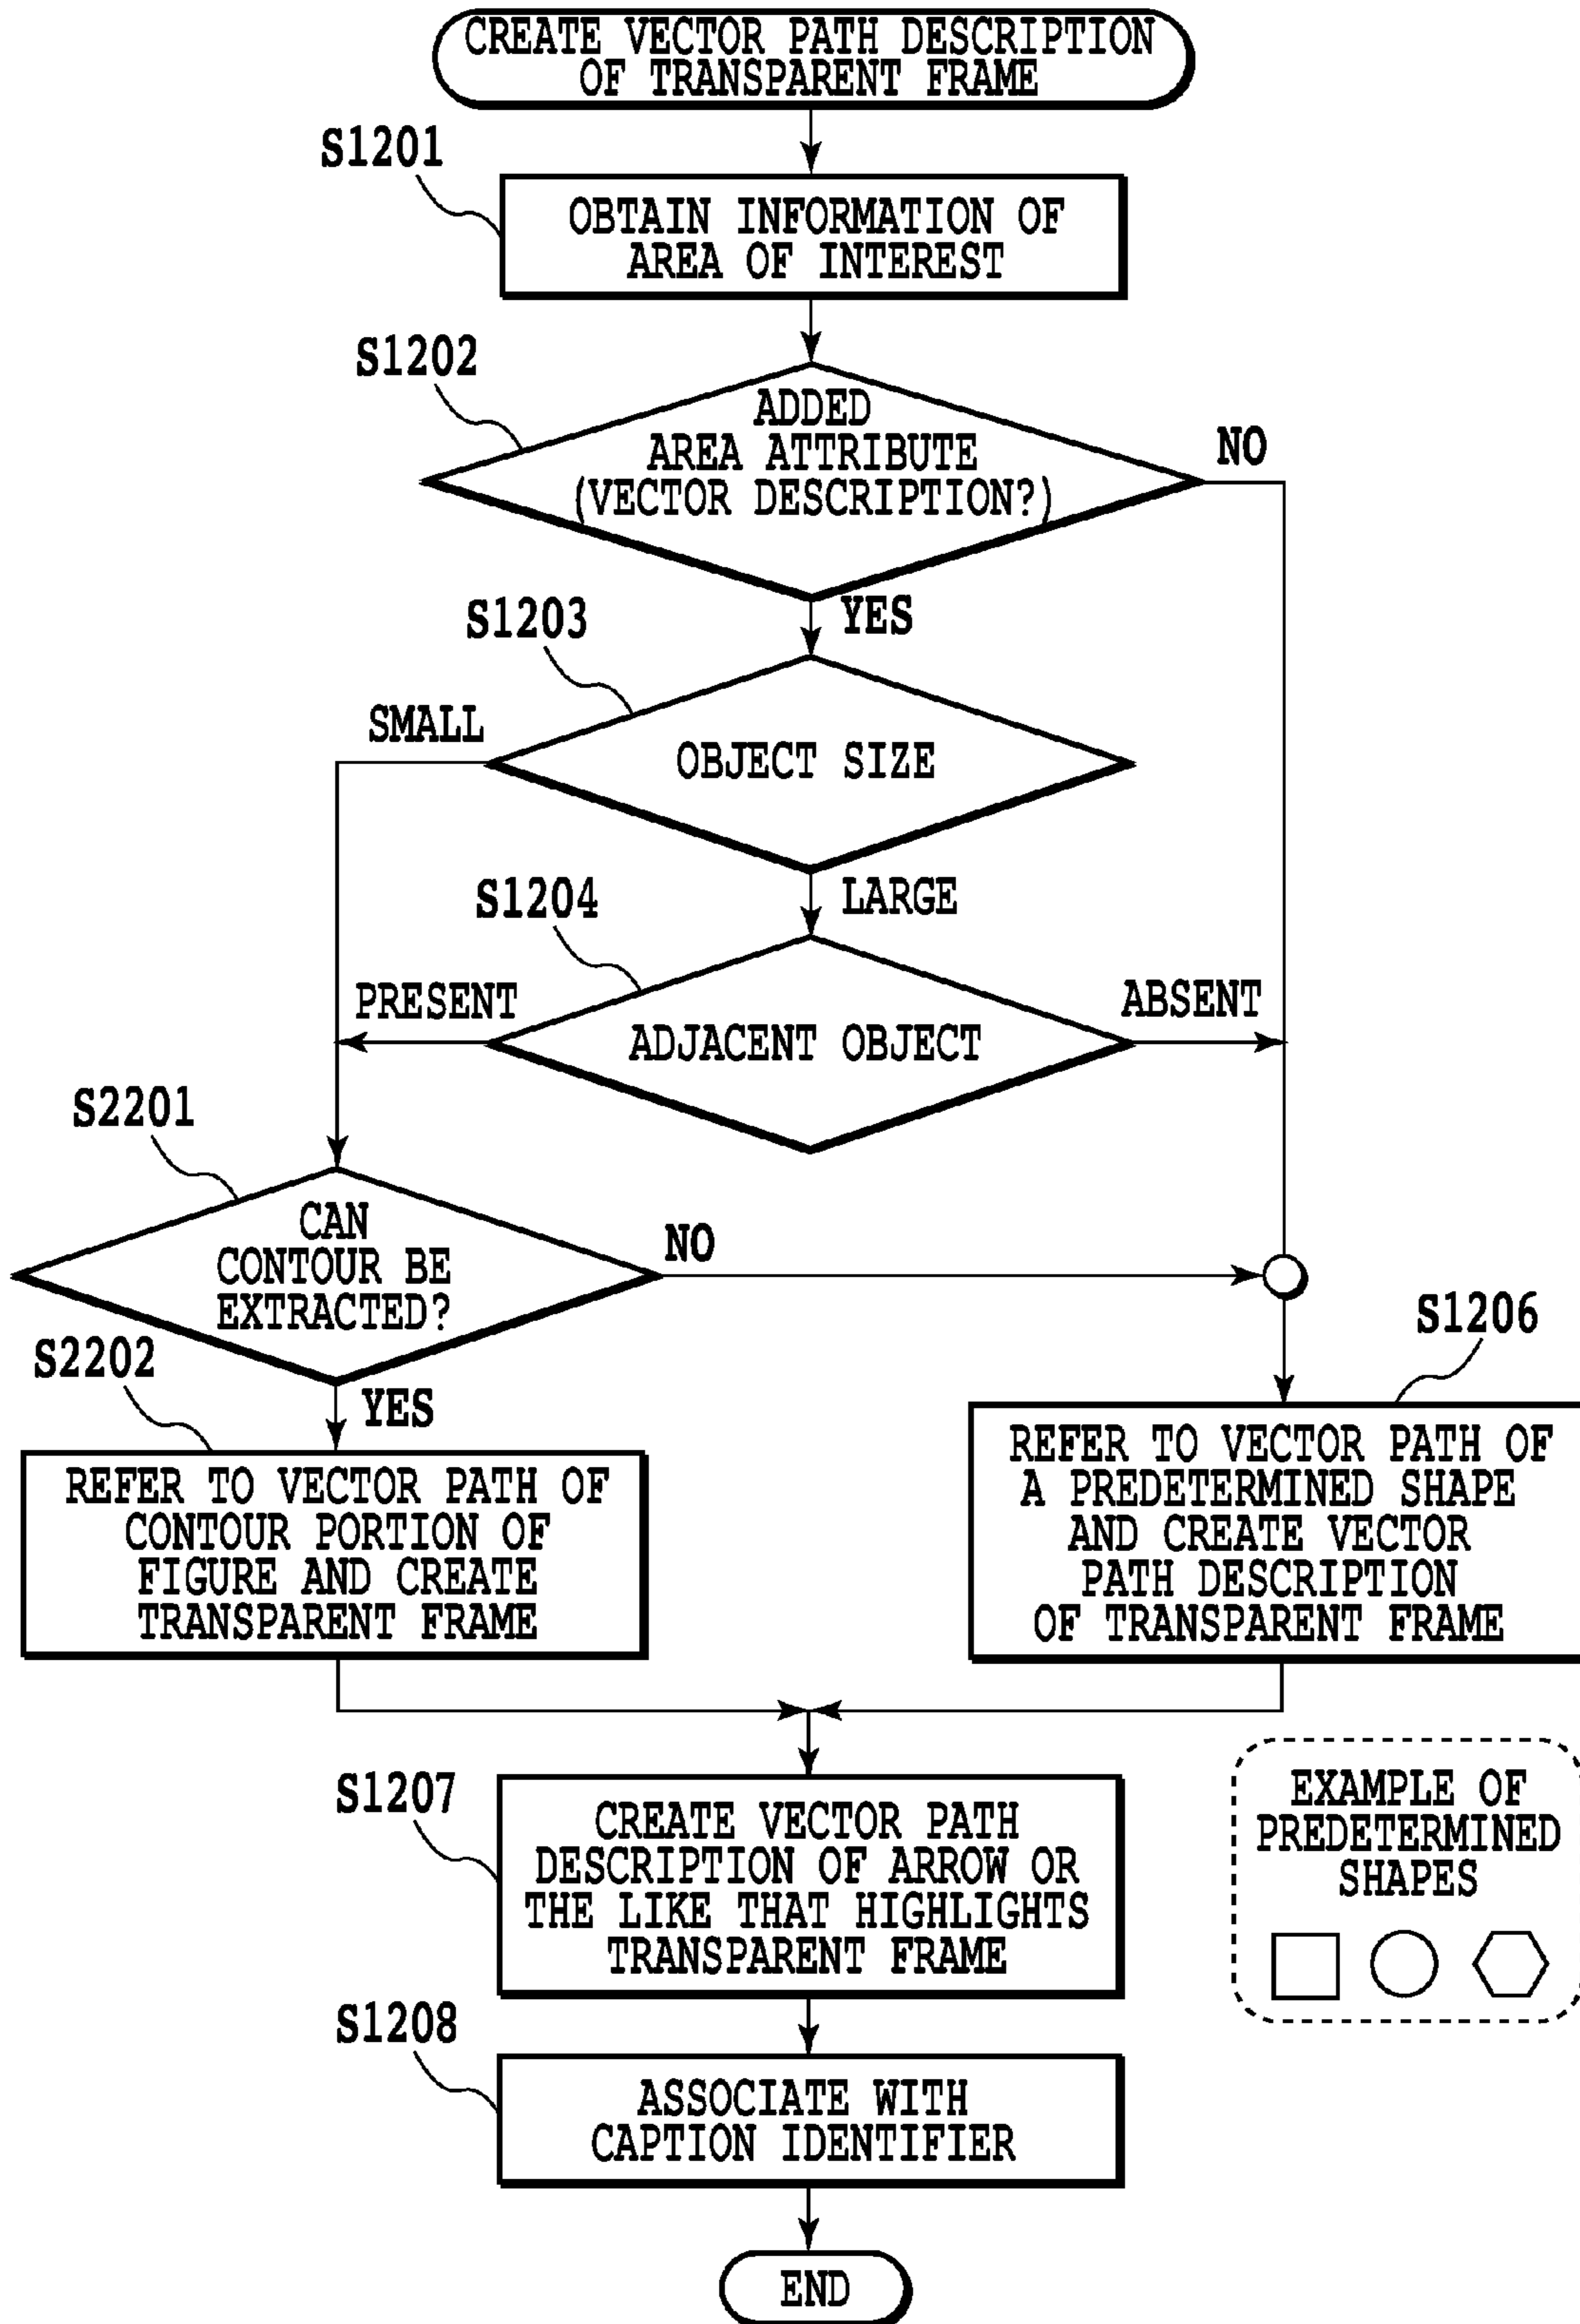 CREATE VECTOR PATH DESCRIPTION
OF TRANSPARENT FRAME
S1201
OBTAIN INFORMATION OF
AREA OF INTEREST
S1202
ADDED
AREA ATTRIBUTE
(VECTOR DESCRIPTION?)
NO
YES
S1203
SMALL
OBJECT SIZE
LARGE
S1204
PRESENT
ADJACENT OBJECT
ABSENT
S2201
CAN
CONTOUR BE
EXTRACTED?
NO
YES
S2202
REFER TO VECTOR PATH OF
CONTOUR PORTION OF
FIGURE AND CREATE
TRANSPARENT FRAME
S1206
REFER TO VECTOR PATH OF
A PREDETERMINED SHAPE
AND CREATE VECTOR
PATH DESCRIPTION
OF TRANSPARENT FRAME
S1207
CREATE VECTOR PATH
DESCRIPTION OF ARROW OR
THE LIKE THAT HIGHLIGHTS
TRANSPARENT FRAME
EXAMPLE OF
PREDETERMINED
SHAPES
S1208
ASSOCIATE WITH
CAPTION IDENTIFIER
END